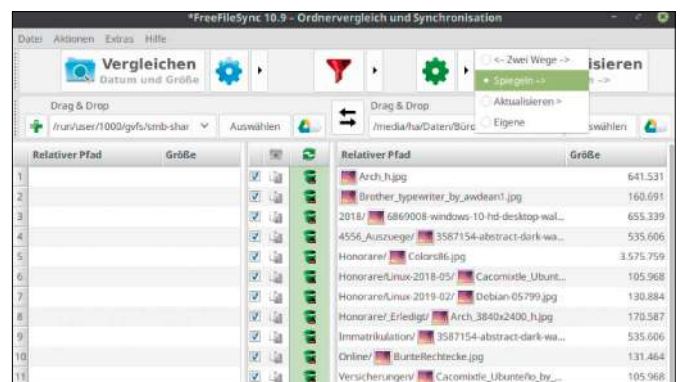 *FreeFileSync 10.9 - Ordnervergleich und Synchronisation
Datei Aktionen Extras Hilfe
Vergleichen
Datum und Größe
<- Zwei Wege ->
Spiegeln ->
Aktualisieren >
Eigene
isieren
->
Drag & Drop
/run/user/1000/gvfs/smb-shar Auswählen
Drag & Drop
/media/ha/Daten/Büro swählen
Relativer Pfad Größe
Relativer Pfad Größe
1 Arch_h.jpg 641.531
2 Brother_typewriter_by_awdean1.jpg 160.691
3 2018/ 6869008-windows-10-hd-desktop-wal... 655.339
4 4556_Auszuege/ 3587154-abstract-dark-wa... 535.606
5 Honorare/ Colors86.jpg 3.575.759
6 Honorare/Linux-2018-05/ Cacomixtle_Ubunt... 105.968
7 Honorare/Linux-2019-02/ Debian-05799.jpg 130.884
8 Honorare/_Erledigt/ Arch_3840x2400_h.jpg 170.587
9 Immatrikulation/ 3587154-abstract-dark-wa... 535.606
10 Online/ BunteRechtecke.jpg 131.464
11 Versicherungen/ Cacomixtle_Ubunteño_by_... 105.968